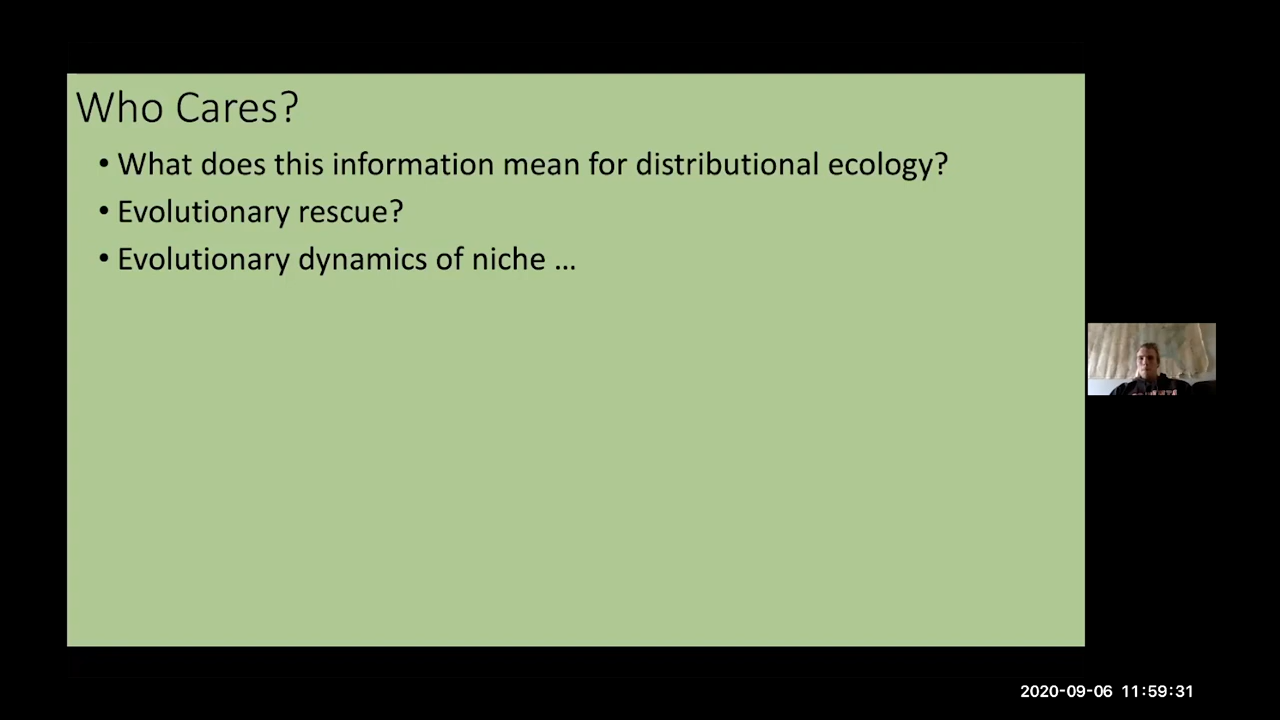 Who Cares?
• What does this information mean for distributional ecology?
• Evolutionary rescue?
• Evolutionary dynamics of niche ...
2020-09-06 11:59:31